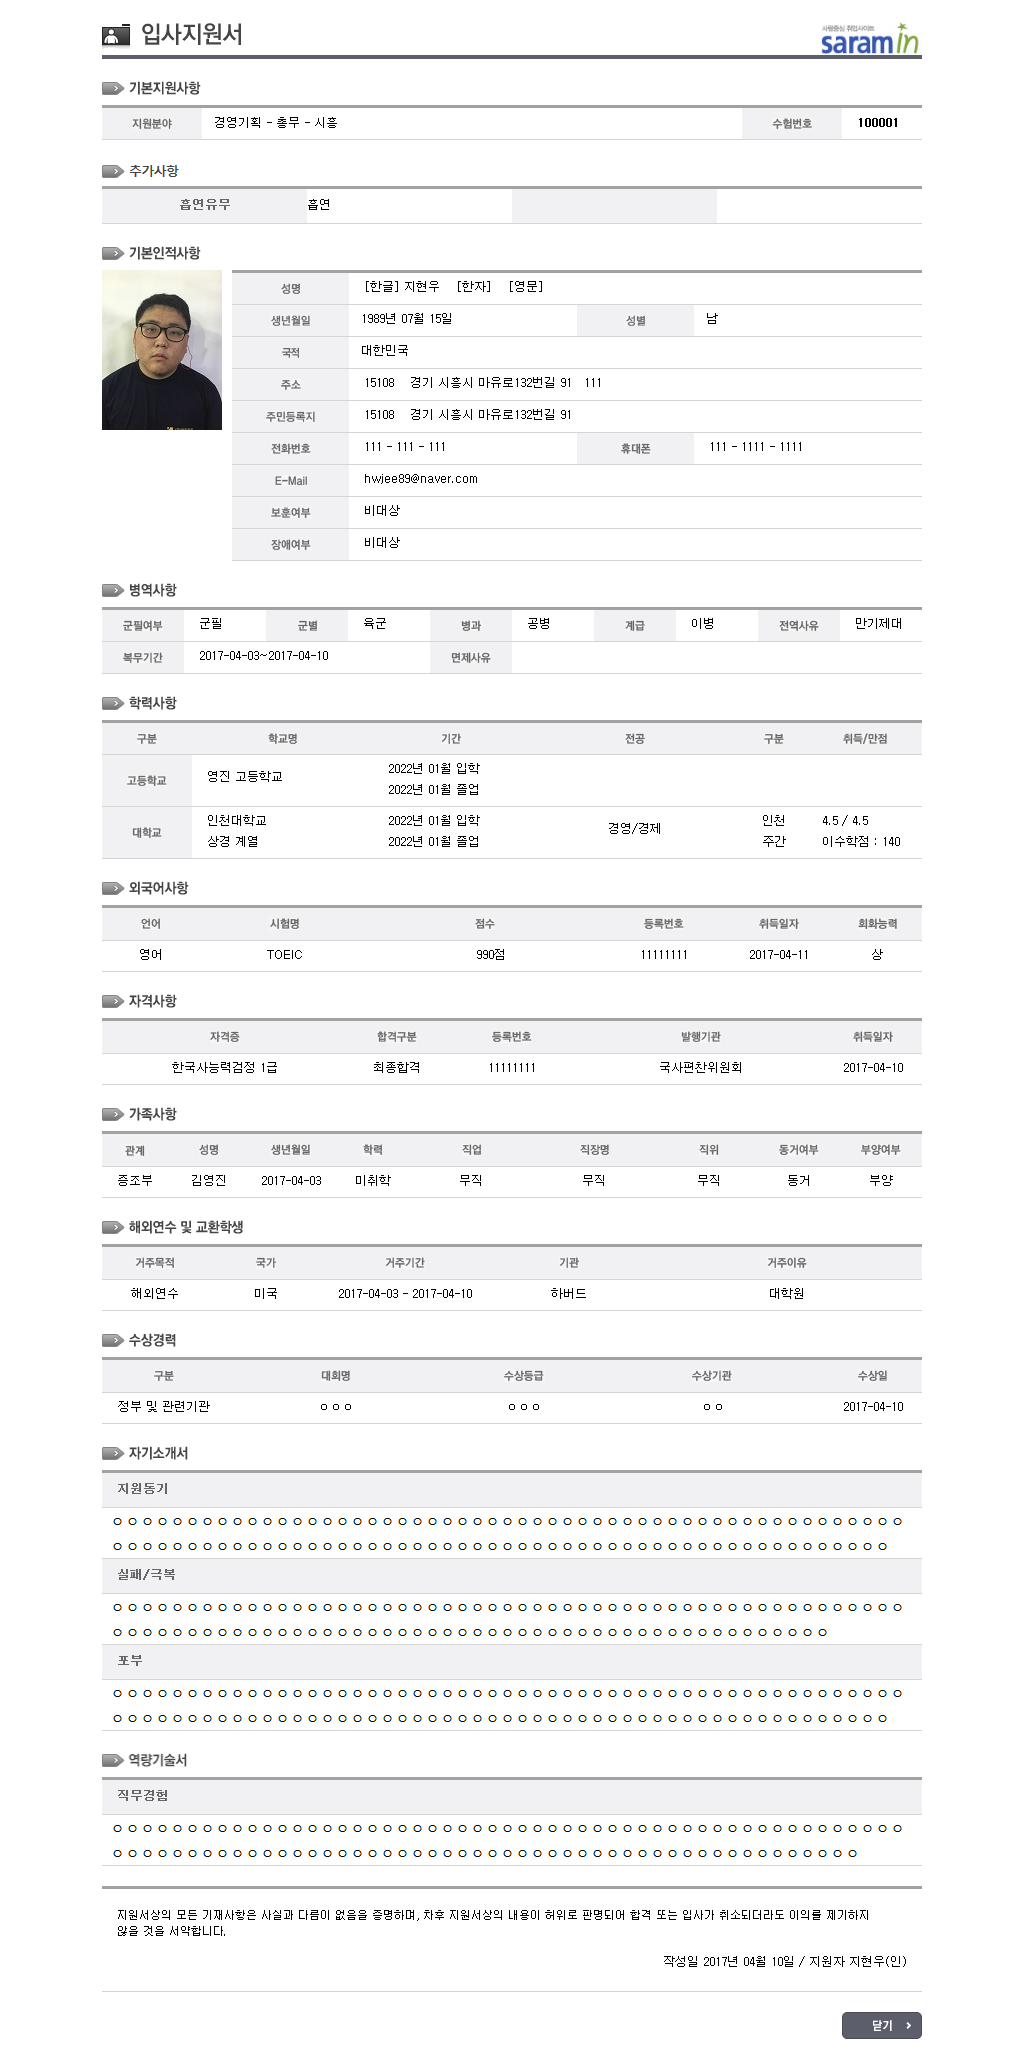 입사지원서
사람중심 취업사이트
saramin
기본지원사항
지원분야 경영기획 - 총무 - 시흥 수험번호 100001
추가사항
흡연유무 흡연
기본인적사항
성명 [한글] 지현우 [한자] [영문]
생년월일 1989년 07월 15일 성별 남
국적 대한민국
주소 15108 경기 시흥시 마유로132번길 91 111
주민등록지 15108 경기 시흥시 마유로132번길 91
전화번호 111 - 111 - 111 휴대폰 111 - 1111 - 1111
E-Mail hwjee89@naver.com
보훈여부 비대상
장애여부 비대상
병역사항
군필여부 군필 군별 육군 병과 공병 계급 이병 전역사유 만기제대
복무기간 2017-04-03~2017-04-10 면제사유
학력사항
구분 학교명 기간 전공 구분 취득/만점
고등학교 영진 고등학교 2022년 01월 입학
2022년 01월 졸업
대학교 인천대학교 2022년 01월 입학 경영/경제 인천 4.5 / 4.5
상경 계열 2022년 01월 졸업 주간 이수학점 : 140
외국어사항
언어 시험명 점수 등록번호 취득일자 회화능력
영어 TOEIC 990점 11111111 2017-04-11 상
자격사항
자격증 합격구분 등록번호 발행기관 취득일자
한국사능력검정 1급 최종합격 11111111 국사편찬위원회 2017-04-10
가족사항
관계 성명 생년월일 학력 직업 직장명 직위 동거여부 부양여부
증조부 김영진 2017-04-03 미취학 무직 무직 무직 동거 부양
해외연수 및 교환학생
거주목적 국가 거주기간 기관 거주이유
해외연수 미국 2017-04-03 - 2017-04-10 하버드 대학원
수상경력
구분 대회명 수상등급 수상기관 수상일
정부 및 관련기관 ㅇㅇㅇ ㅇㅇㅇ ㅇㅇ 2017-04-10
자기소개서
지원동기
ㅇㅇㅇㅇㅇㅇㅇㅇㅇㅇㅇㅇㅇㅇㅇㅇㅇㅇㅇㅇㅇㅇㅇㅇㅇㅇㅇㅇㅇㅇㅇㅇㅇㅇㅇㅇㅇㅇㅇㅇㅇㅇㅇㅇㅇㅇㅇㅇㅇㅇㅇㅇㅇ
ㅇㅇㅇㅇㅇㅇㅇㅇㅇㅇㅇㅇㅇㅇㅇㅇㅇㅇㅇㅇㅇㅇㅇㅇㅇㅇㅇㅇㅇㅇㅇㅇㅇㅇㅇㅇㅇㅇㅇㅇㅇㅇㅇㅇㅇㅇㅇㅇㅇㅇㅇㅇ
실패/극복
ㅇㅇㅇㅇㅇㅇㅇㅇㅇㅇㅇㅇㅇㅇㅇㅇㅇㅇㅇㅇㅇㅇㅇㅇㅇㅇㅇㅇㅇㅇㅇㅇㅇㅇㅇㅇㅇㅇㅇㅇㅇㅇㅇㅇㅇㅇㅇㅇㅇㅇㅇㅇㅇ
ㅇㅇㅇㅇㅇㅇㅇㅇㅇㅇㅇㅇㅇㅇㅇㅇㅇㅇㅇㅇㅇㅇㅇㅇㅇㅇㅇㅇㅇㅇㅇㅇㅇㅇㅇㅇㅇㅇㅇㅇㅇㅇㅇㅇㅇㅇㅇㅇ
포부
ㅇㅇㅇㅇㅇㅇㅇㅇㅇㅇㅇㅇㅇㅇㅇㅇㅇㅇㅇㅇㅇㅇㅇㅇㅇㅇㅇㅇㅇㅇㅇㅇㅇㅇㅇㅇㅇㅇㅇㅇㅇㅇㅇㅇㅇㅇㅇㅇㅇㅇㅇㅇㅇ
ㅇㅇㅇㅇㅇㅇㅇㅇㅇㅇㅇㅇㅇㅇㅇㅇㅇㅇㅇㅇㅇㅇㅇㅇㅇㅇㅇㅇㅇㅇㅇㅇㅇㅇㅇㅇㅇㅇㅇㅇㅇㅇㅇㅇㅇㅇㅇㅇㅇㅇㅇㅇ
역량기술서
직무경험
ㅇㅇㅇㅇㅇㅇㅇㅇㅇㅇㅇㅇㅇㅇㅇㅇㅇㅇㅇㅇㅇㅇㅇㅇㅇㅇㅇㅇㅇㅇㅇㅇㅇㅇㅇㅇㅇㅇㅇㅇㅇㅇㅇㅇㅇㅇㅇㅇㅇㅇㅇㅇㅇ
ㅇㅇㅇㅇㅇㅇㅇㅇㅇㅇㅇㅇㅇㅇㅇㅇㅇㅇㅇㅇㅇㅇㅇㅇㅇㅇㅇㅇㅇㅇㅇㅇㅇㅇㅇㅇㅇㅇㅇㅇㅇㅇㅇㅇㅇㅇㅇㅇㅇㅇ
지원서상의 모든 기재사항은 사실과 다름이 없음을 증명하며, 차후 지원서상의 내용이 허위로 판명되어 합격 또는 입사가 취소되더라도 이의를 제기하지
않을 것을 서약합니다.
작성일 2017년 04월 10일 / 지원자 지현우(인)
닫기